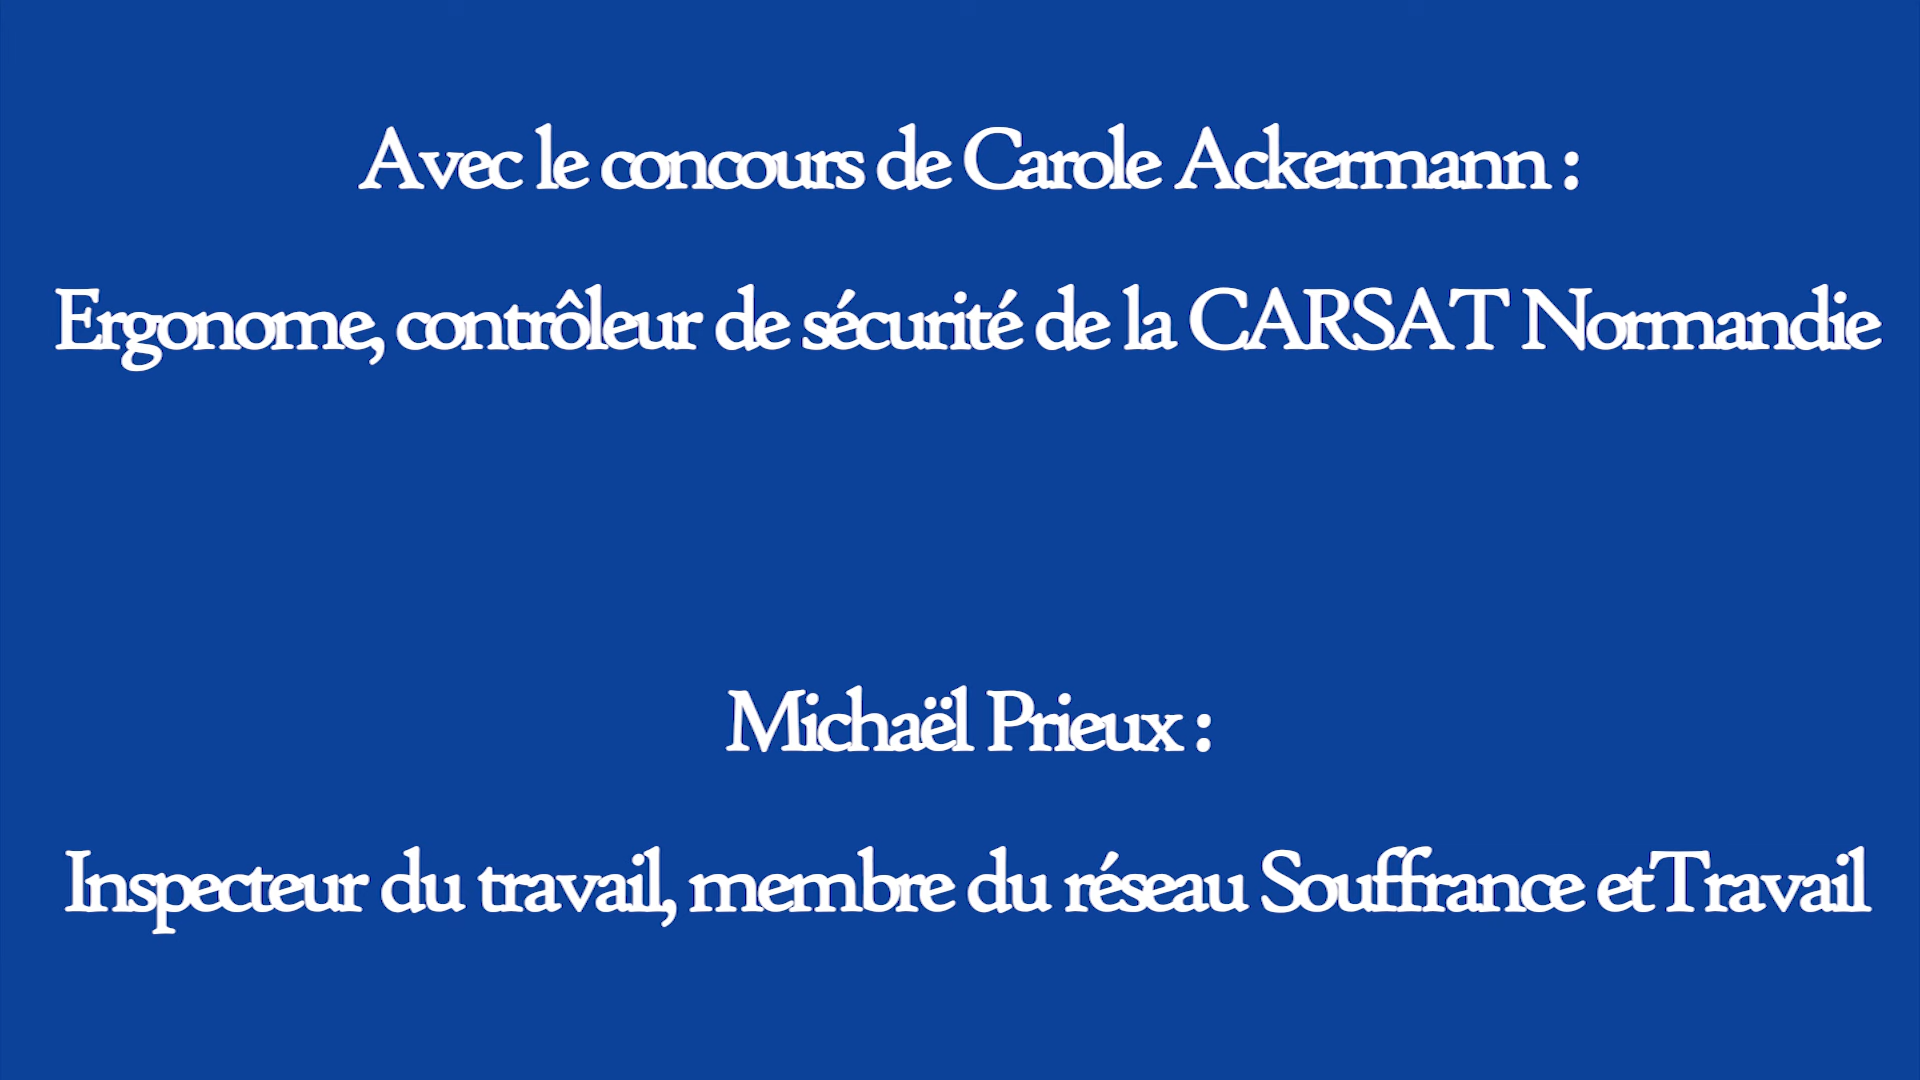 Avec le concours de Carole Ackermann :
Ergonome, contrôleur de sécurité de la CARSAT Normandie
Michaël Prieux :
Inspecteur du travail, membre du réseau Souffrance et Travail